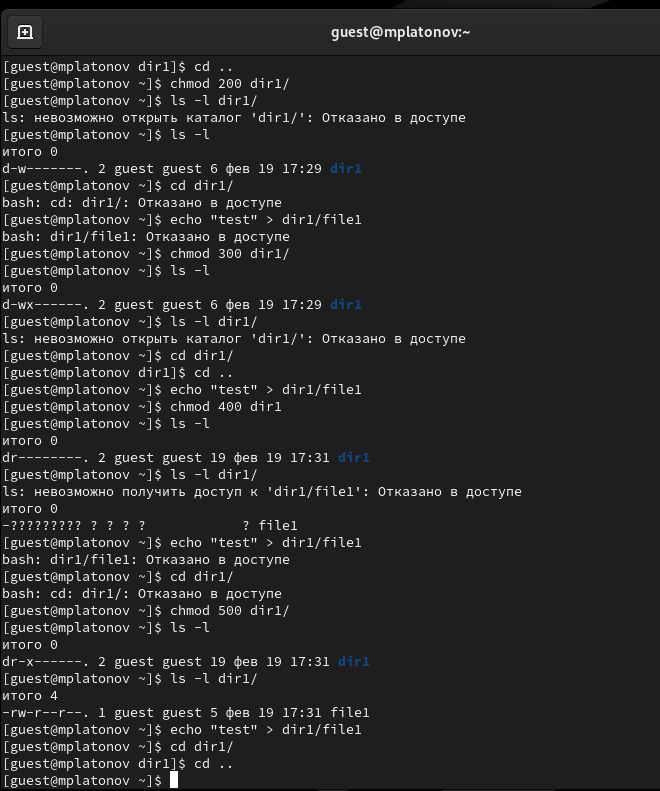 guest@mplatonov:~
[guest@mplatonov dir1]$ cd ..
[guest@mplatonov ~]$ chmod 200 dir1/
[guest@mplatonov ~]$ ls -l dir1/
ls: невозможно открыть каталог 'dir1/': Отказано в доступе
[guest@mplatonov ~]$ ls -l
итого 0
d-w-------. 2 guest guest 6 фев 19 17:29 dir1
[guest@mplatonov ~]$ cd dir1/
bash: cd: dir1/: Отказано в доступе
[guest@mplatonov ~]$ echo "test" > dir1/file1
bash: dir1/file1: Отказано в доступе
[guest@mplatonov ~]$ chmod 300 dir1/
[guest@mplatonov ~]$ ls -l
итого 0
d-wx------. 2 guest guest 6 фев 19 17:29 dir1
[guest@mplatonov ~]$ ls -l dir1/
ls: невозможно открыть каталог 'dir1/': Отказано в доступе
[guest@mplatonov ~]$ cd dir1/
[guest@mplatonov dir1]$ cd ..
[guest@mplatonov ~]$ echo "test" > dir1/file1
[guest@mplatonov ~]$ chmod 400 dir1
[guest@mplatonov ~]$ ls -l
итого 0
dr--------. 2 guest guest 19 фев 19 17:31 dir1
[guest@mplatonov ~]$ ls -l dir1/
ls: невозможно получить доступ к 'dir1/file1': Отказано в доступе
итого 0
-????????? ? ? ? ?            ? file1
[guest@mplatonov ~]$ echo "test" > dir1/file1
bash: dir1/file1: Отказано в доступе
[guest@mplatonov ~]$ cd dir1/
bash: cd: dir1/: Отказано в доступе
[guest@mplatonov ~]$ chmod 500 dir1/
[guest@mplatonov ~]$ ls -l
итого 0
dr-x------. 2 guest guest 19 фев 19 17:31 dir1
[guest@mplatonov ~]$ ls -l dir1/
итого 4
-rw-r--r--. 1 guest guest 5 фев 19 17:31 file1
[guest@mplatonov ~]$ echo "test" > dir1/file1
[guest@mplatonov ~]$ cd dir1/
[guest@mplatonov dir1]$ cd ..
[guest@mplatonov ~]$